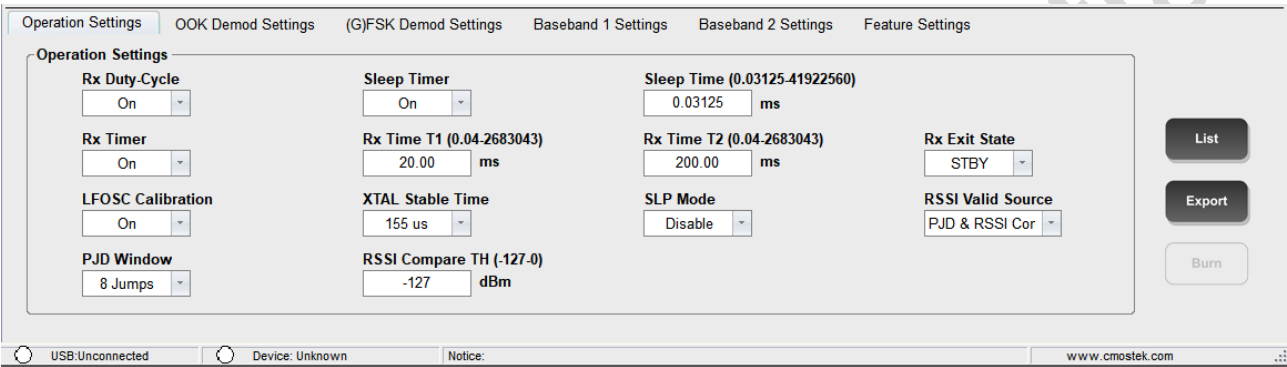 Operation Settings OOK Demod Settings (G)FSK Demod Settings Baseband 1 Settings Baseband 2 Settings Feature Settings
Operation Settings
Rx Duty-Cycle Sleep Timer Sleep Time (0.03125-41922560)
On On 0.03125 ms
Rx Timer Rx Time T1 (0.04-2683043) Rx Time T2 (0.04-2683043) Rx Exit State
On 20.00 ms 200.00 ms STBY
LFOSC Calibration XTAL Stable Time SLP Mode RSSI Valid Source
On 155 us Disable PJD & RSSI Cor
PJD Window RSSI Compare TH (-127-0)
8 Jumps -127 dBm
List
Export
Burn
USB:Unconnected Device: Unknown Notice: www.cmostek.com